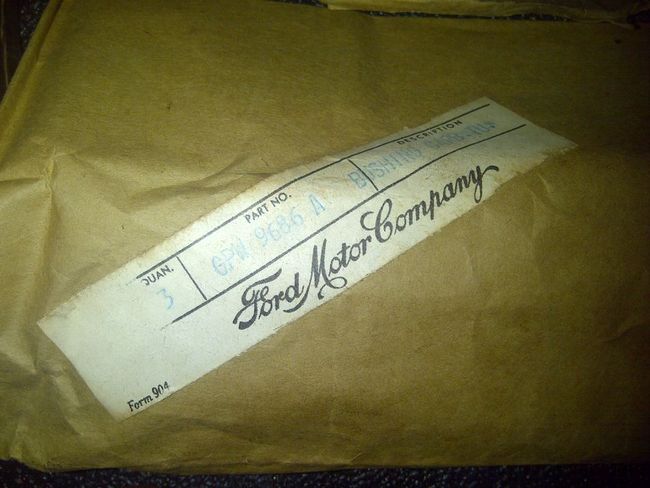 QUAN. PART NO. DESCRIPTION
3 GPW 9686 A BUSHING
Ford Motor Company
Form 904